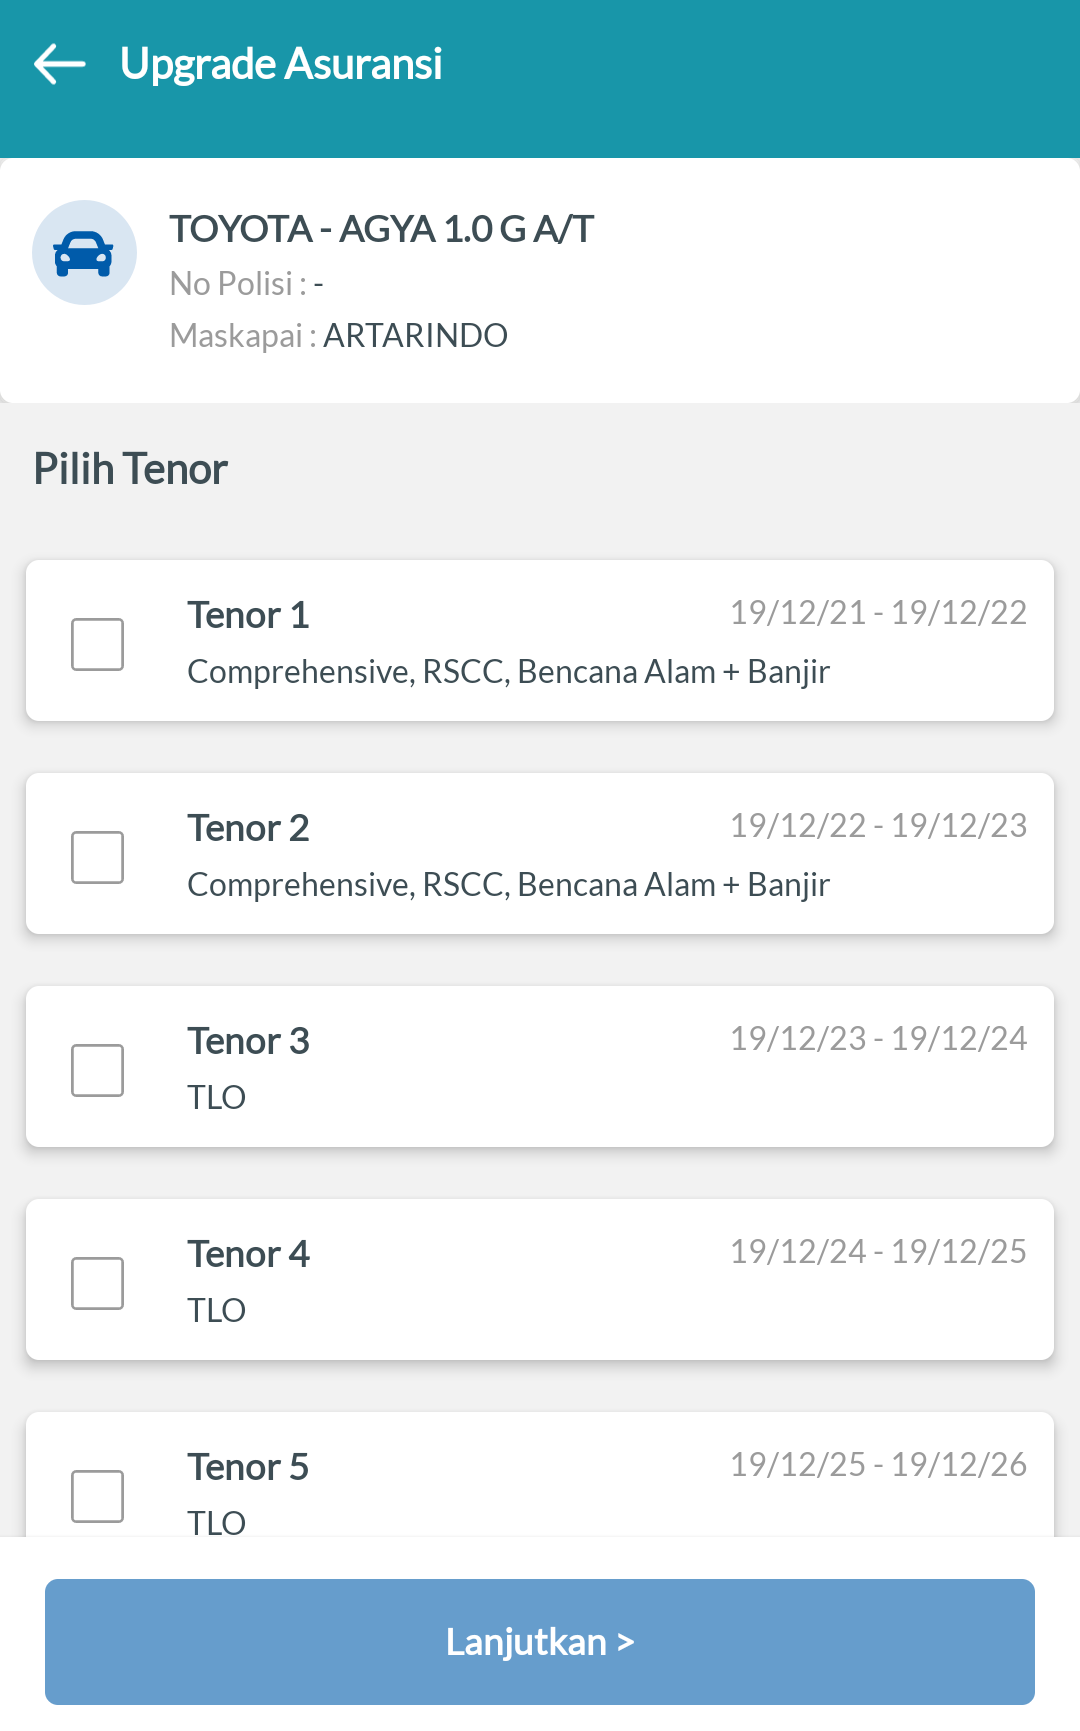 Upgrade Asuransi
TOYOTA - AGYA 1.0 G A/T
No Polisi : -
Maskapai : ARTARINDO
Pilih Tenor
Tenor 1 19/12/21 - 19/12/22
Comprehensive, RSCC, Bencana Alam + Banjir
Tenor 2 19/12/22 - 19/12/23
Comprehensive, RSCC, Bencana Alam + Banjir
Tenor 3 19/12/23 - 19/12/24
TLO
Tenor 4 19/12/24 - 19/12/25
TLO
Tenor 5 19/12/25 - 19/12/26
TLO
Lanjutkan >